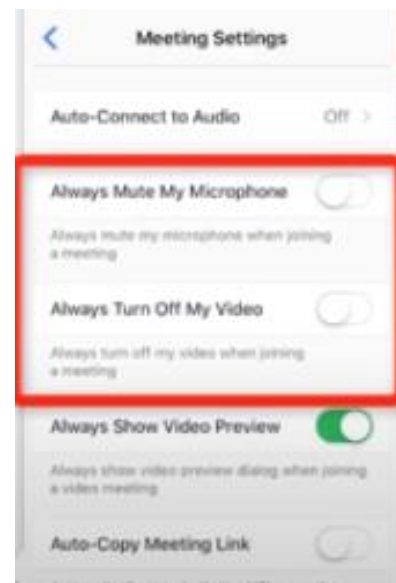 Meeting Settings
Auto-Connect to Audio Off
Always Mute My Microphone
Always mute my microphone when joining
a meeting
Always Turn Off My Video
Always turn off my video when joining
a meeting
Always Show Video Preview
Always show video preview dialog when joining
a video meeting
Auto-Copy Meeting Link